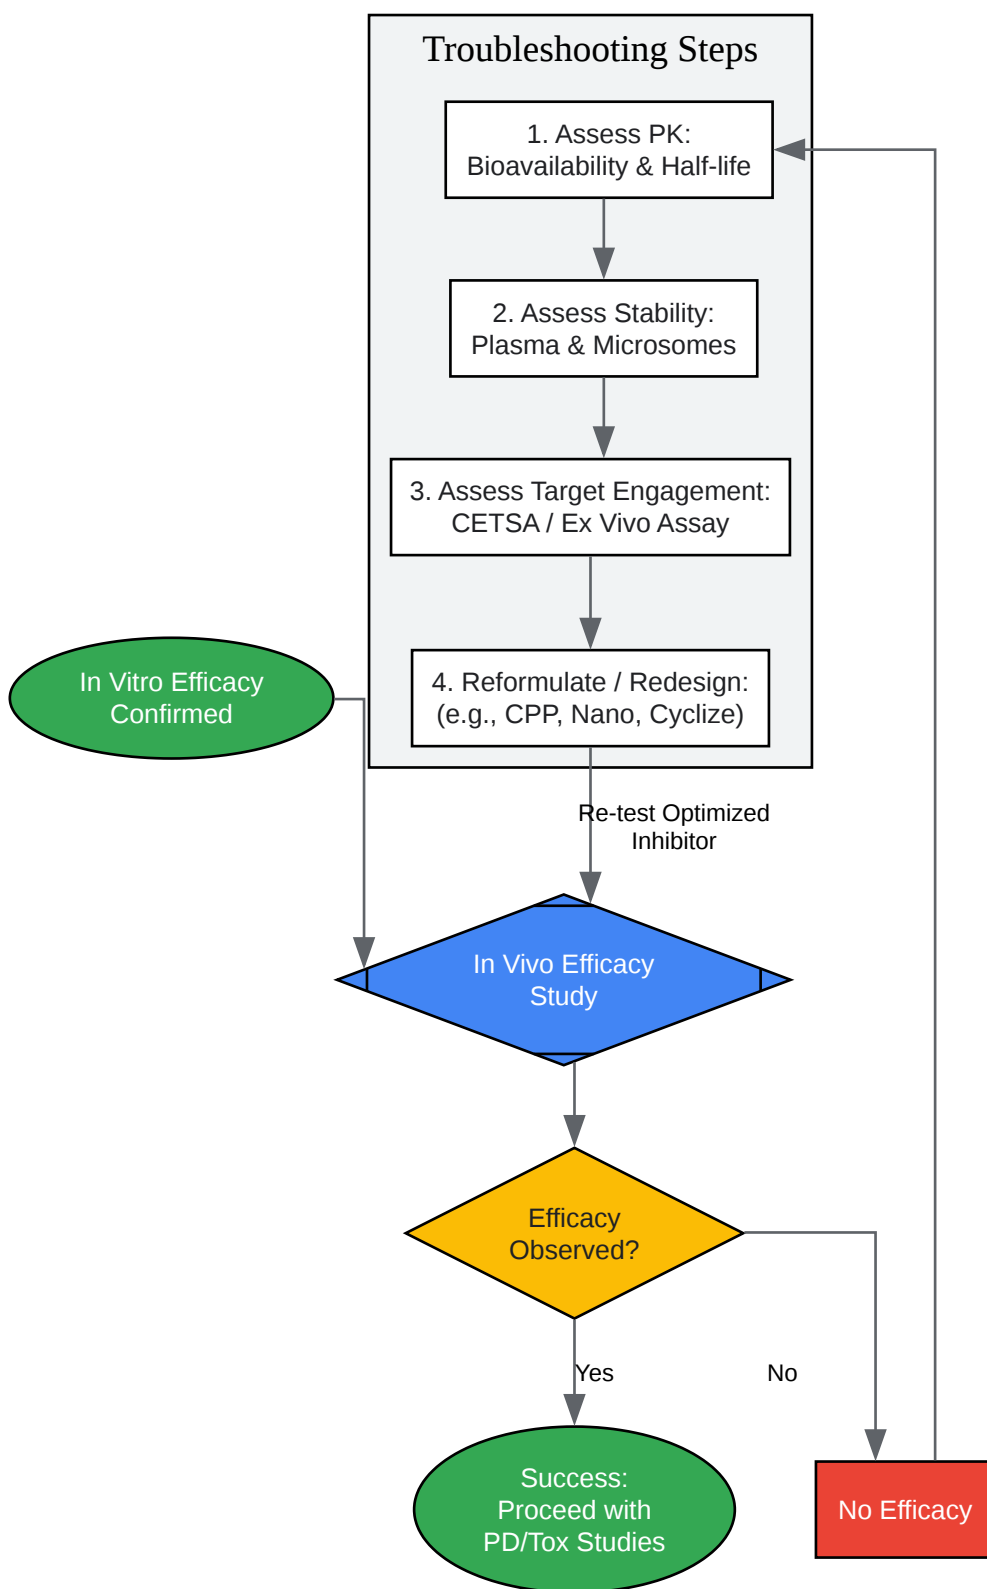 Troubleshooting Steps
1. Assess PK:
Bioavailability & Half-life
2. Assess Stability:
Plasma & Microsomes
3. Assess Target Engagement:
CETSA / Ex Vivo Assay
4. Reformulate / Redesign:
(e.g., CPP, Nano, Cyclize)
In Vitro Efficacy
Confirmed
Re-test Optimized
Inhibitor
In Vivo Efficacy
Study
Efficacy
Observed?
Yes
No
Success:
Proceed with
PD/Tox Studies
No Efficacy